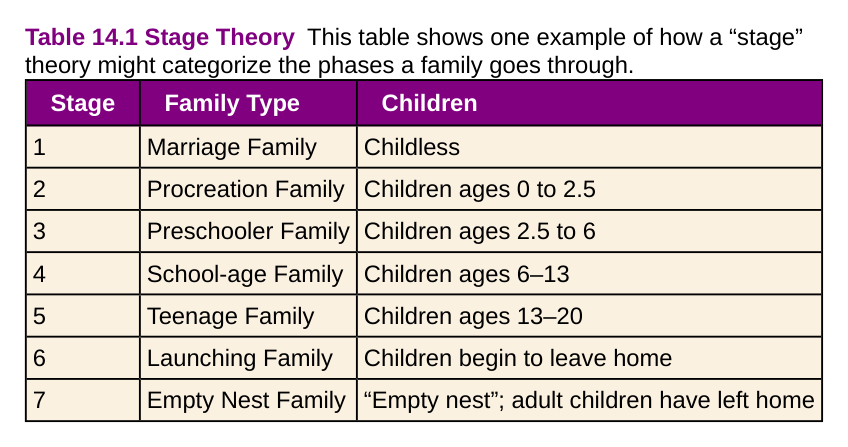 Table 14.1 Stage Theory This table shows one example of how a “stage”
theory might categorize the phases a family goes through.
Stage Family Type Children
1 Marriage Family Childless
2 Procreation Family Children ages 0 to 2.5
3 Preschooler Family Children ages 2.5 to 6
4 School-age Family Children ages 6–13
5 Teenage Family Children ages 13–20
6 Launching Family Children begin to leave home
7 Empty Nest Family “Empty nest”; adult children have left home